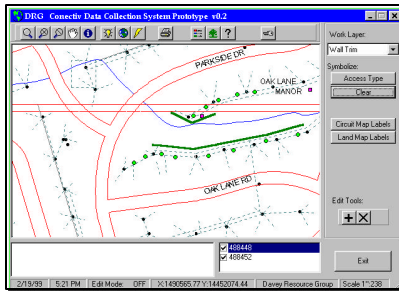 DRG Conectiv Data Collection System Prototype v0.2
Work Layer:
Wall Trim
Symbolize:
Access Type
Clear
Circuit Map Labels
Land Map Labels
Edit Tools:
Exit
PARKSIDE DR
OAK LANE
MANOR
OAK LANE RD
488448
488452
2/19/99 5:21 PM Edit Mode: OFF X:1490565.77 Y:14452074.44 Davey Resource Group Scale 1":238